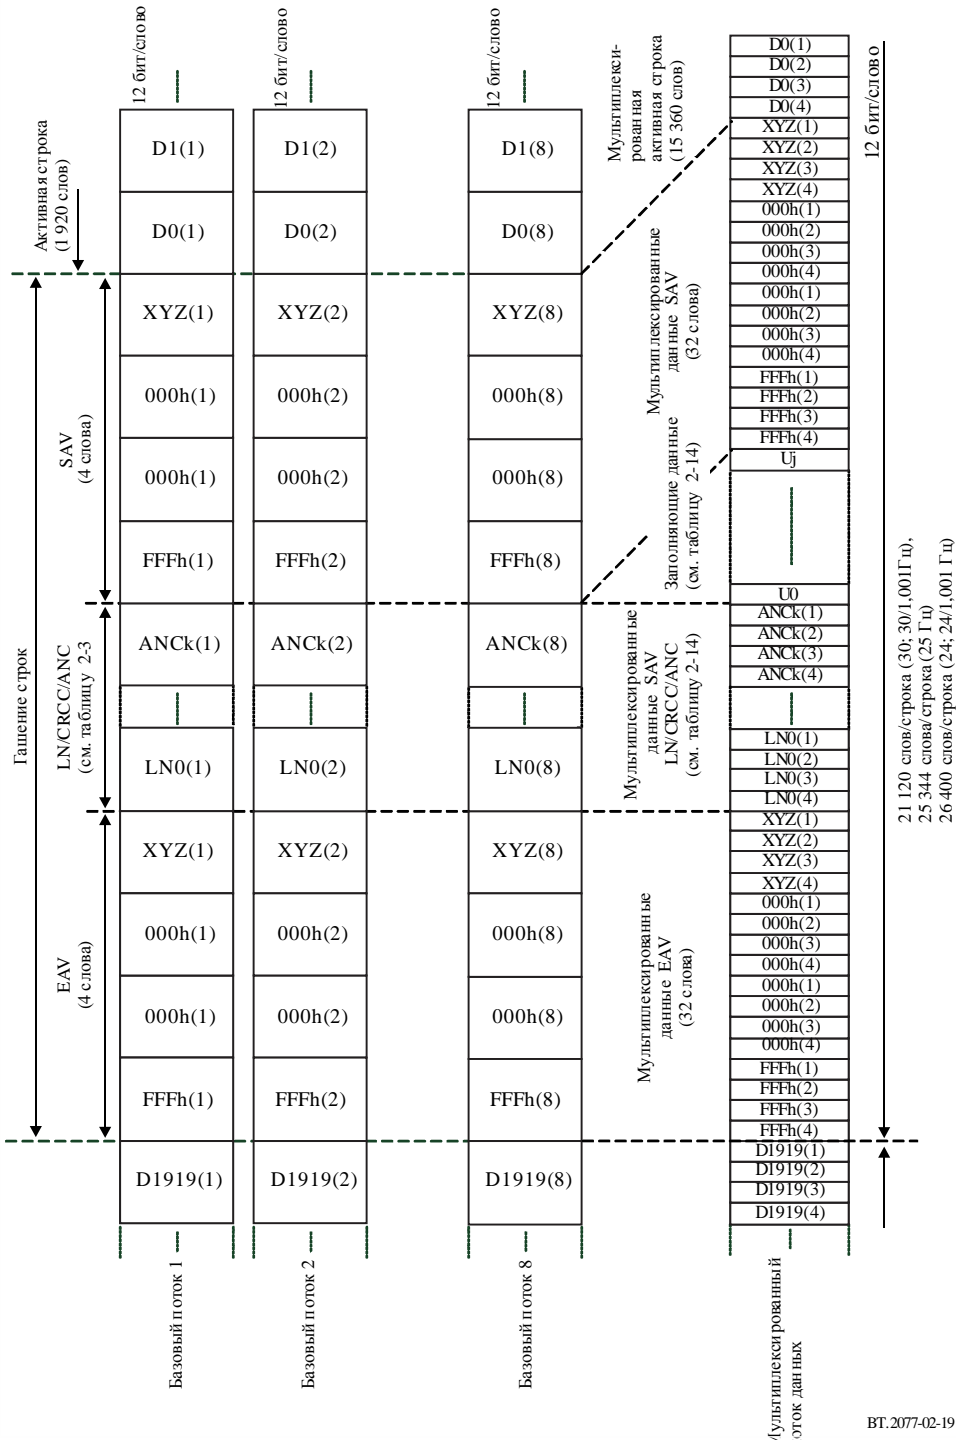 12 бит/слово
12 бит/слово
12 бит/слово
12 бит/слово
Активная строка
(1 920 слов)
Гашение строк
SAV
(4 слова)
LN/CRCC/ANC
(см. таблицу 2-3)
EAV
(4 слова)
D1(1)
D0(1)
XYZ(1)
000h(1)
000h(1)
FFFh(1)
ANCk(1)
LN0(1)
XYZ(1)
000h(1)
000h(1)
FFFh(1)
D1919(1)
Базовый поток 1
D1(2)
D0(2)
XYZ(2)
000h(2)
000h(2)
FFFh(2)
ANCk(2)
LN0(2)
XYZ(2)
000h(2)
000h(2)
FFFh(2)
D1919(2)
Базовый поток 2
D1(8)
D0(8)
XYZ(8)
000h(8)
000h(8)
FFFh(8)
ANCk(8)
LN0(8)
XYZ(8)
000h(8)
000h(8)
FFFh(8)
D1919(8)
Базовый поток 8
Мультиплекси-
рованная
активная строка
(15 360 слов)
Мультиплексированные
данные SAV
(32 слова)
Заполняющие данные
(см. таблицу 2-14)
Мультиплексированные
данные SAV
LN/CRCC/ANC
(см. таблицу 2-14)
Мультиплексированные
данные EAV
(32 слова)
D0(1)
D0(2)
D0(3)
D0(4)
XYZ(1)
XYZ(2)
XYZ(3)
XYZ(4)
000h(1)
000h(2)
000h(3)
000h(4)
000h(1)
000h(2)
000h(3)
000h(4)
FFFh(1)
FFFh(2)
FFFh(3)
FFFh(4)
Uj
U0
ANCk(1)
ANCk(2)
ANCk(3)
ANCk(4)
LN0(1)
LN0(2)
LN0(3)
LN0(4)
XYZ(1)
XYZ(2)
XYZ(3)
XYZ(4)
000h(1)
000h(2)
000h(3)
000h(4)
000h(1)
000h(2)
000h(3)
000h(4)
FFFh(1)
FFFh(2)
FFFh(3)
FFFh(4)
D1919(1)
D1919(2)
D1919(3)
D1919(4)
21 120 слов/строка (30; 30/1,001Гц),
25 344 слова/строка (25 Гц)
26 400 слов/строка (24; 24/1,001 Гц)
данных
BT.2077-02-19